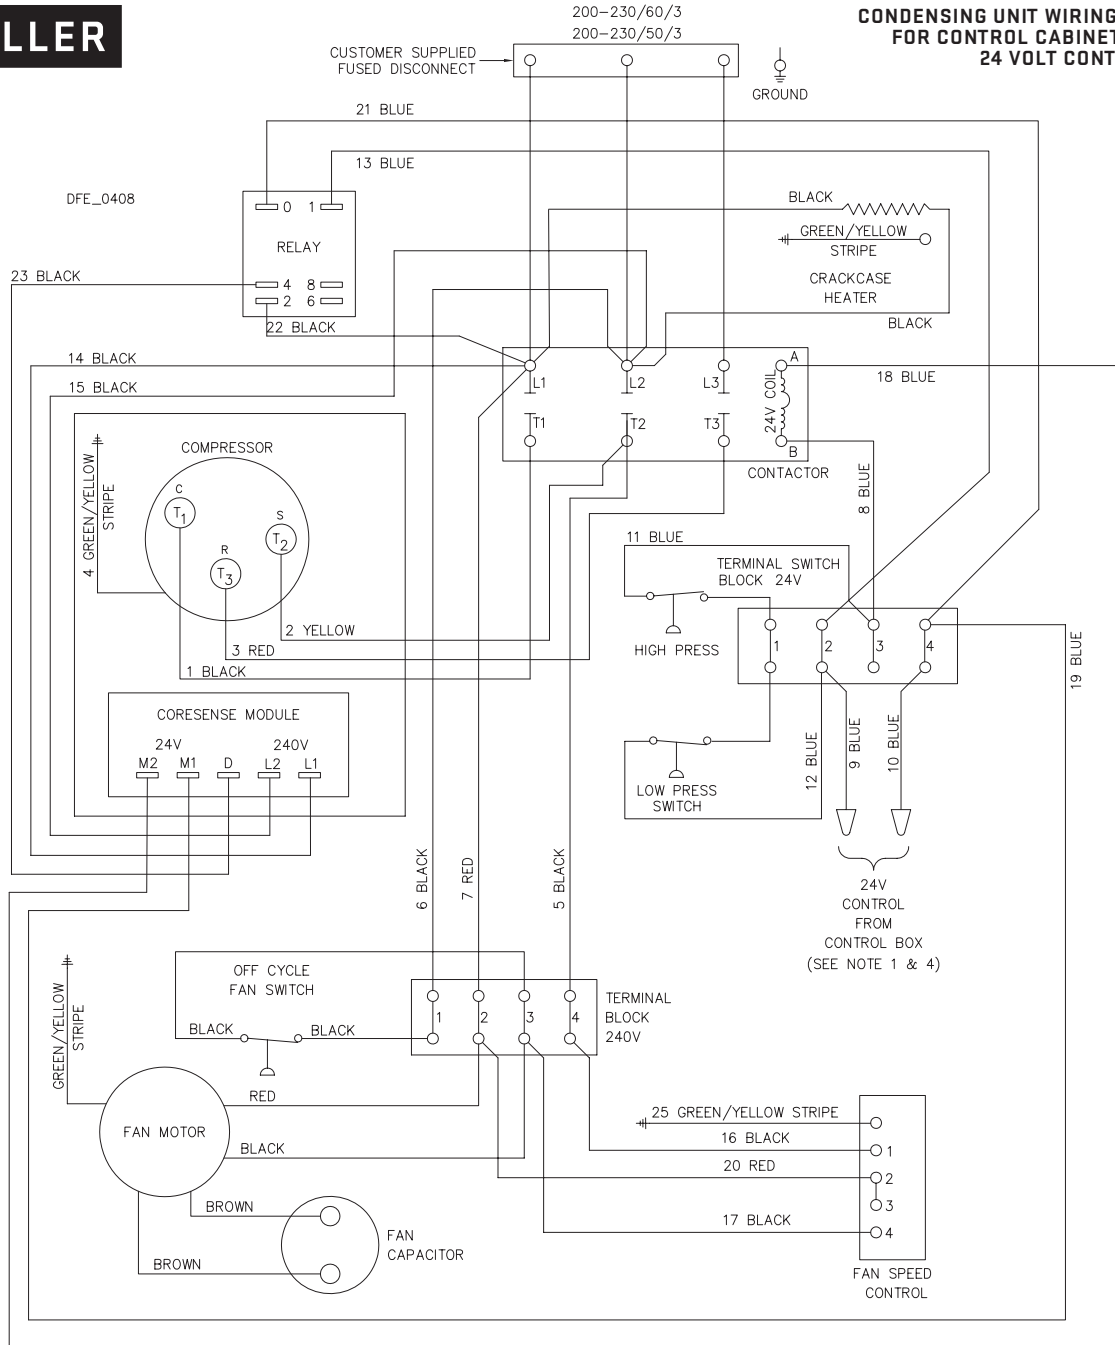 LLER
200-230/60/3
200-230/50/3
CONDENSING UNIT WIRING
FOR CONTROL CABINET
24 VOLT CONT
CUSTOMER SUPPLIED
FUSED DISCONNECT
GROUND
21 BLUE
13 BLUE
DFE_0408
0 1
RELAY
4 8
2 6
BLACK
GREEN/YELLOW
STRIPE
CRACKCASE
HEATER
BLACK
23 BLACK
22 BLACK
14 BLACK
15 BLACK
L1 L2 L3 A
18 BLUE
24V COIL
T1 T2 T3 B
CONTACTOR
8 BLUE
COMPRESSOR
4 GREEN/YELLOW
STRIPE
C
T1
S
T2
R
T3
11 BLUE
TERMINAL SWITCH
BLOCK 24V
HIGH PRESS
1 2 3 4
19 BLUE
2 YELLOW
3 RED
1 BLACK
CORESENSE MODULE
24V 240V
M2 M1 D L2 L1
LOW PRESS
SWITCH
12 BLUE
9 BLUE
10 BLUE
24V
CONTROL
FROM
CONTROL BOX
(SEE NOTE 1 & 4)
6 BLACK
7 RED
5 BLACK
OFF CYCLE
FAN SWITCH
BLACK BLACK
1 2 3 4
TERMINAL
BLOCK
240V
GREEN/YELLOW
STRIPE
FAN MOTOR
RED
BLACK
BROWN
BROWN
FAN
CAPACITOR
25 GREEN/YELLOW STRIPE
16 BLACK
20 RED
17 BLACK
1
2
3
4
FAN SPEED
CONTROL